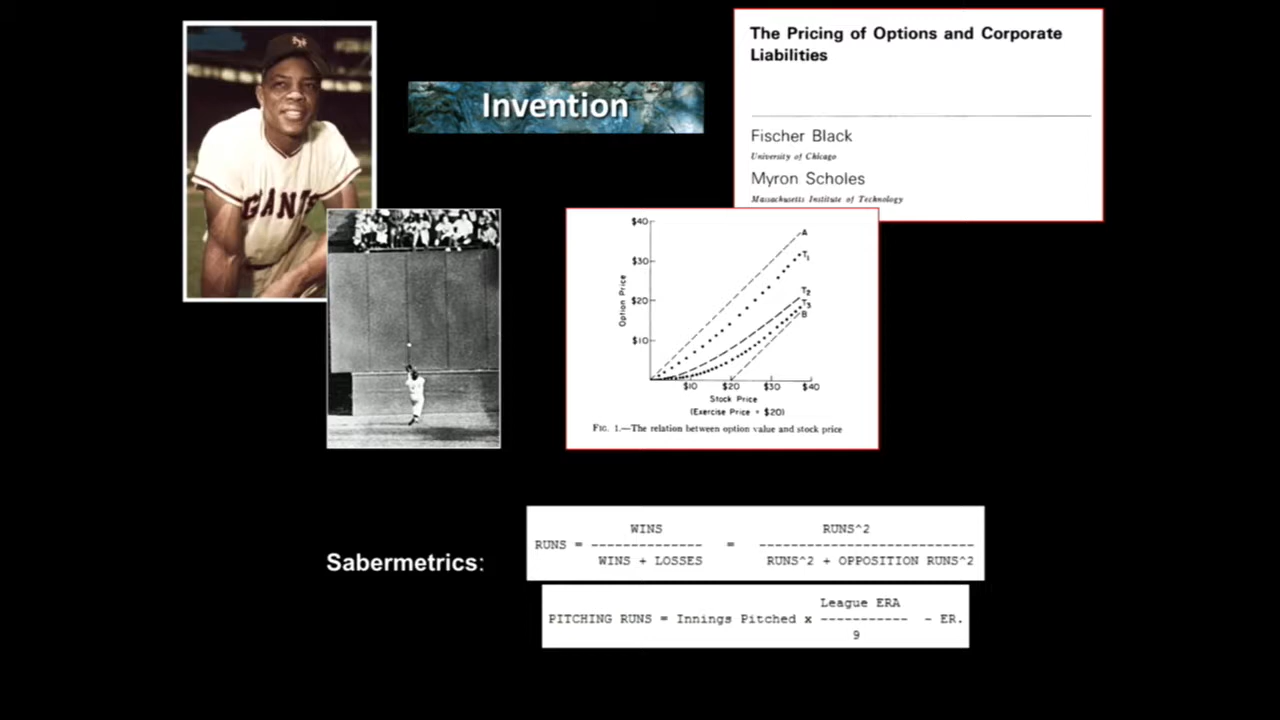 The Pricing of Options and Corporate
Liabilities
Invention
Fischer Black
University of Chicago
Myron Scholes
Massachusetts Institute of Technology
GIANTS
$40
A
T1
$30
Option Price
T2
$20
T3
B
$10
$10 $20 $30 $40
Stock Price
(Exercise Price = $20)
FIG. 1.—The relation between option value and stock price
Sabermetrics:
WINS RUNS^2
RUNS = -------------- = ---------------------------
WINS + LOSSES RUNS^2 + OPPOSITION RUNS^2
League ERA
PITCHING RUNS = Innings Pitched x ----------- - ER.
9